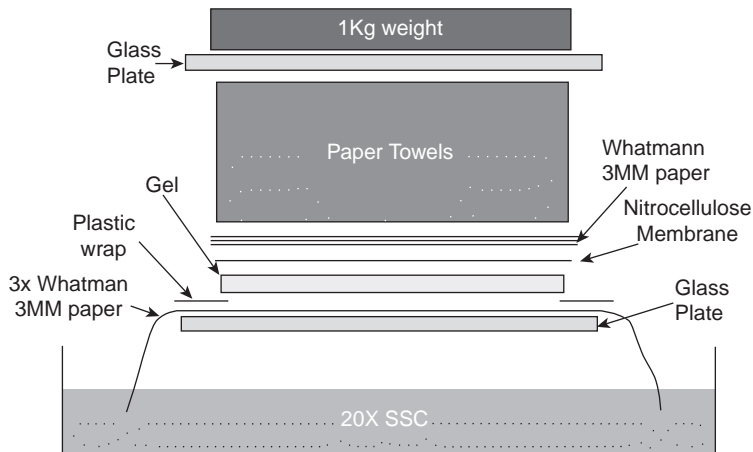 1Kg weight
Glass
Plate
Paper Towels
Whatmann
3MM paper
Gel
Nitrocellulose
Membrane
Plastic
wrap
3x Whatman
3MM paper
Glass
Plate
20X SSC